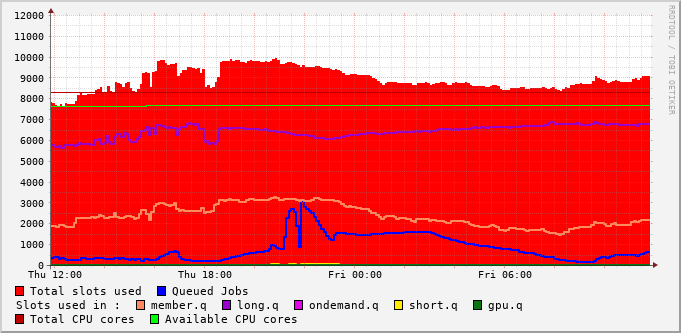 12000
11000
10000
9000
8000
7000
6000
5000
4000
3000
2000
1000
0
Thu 12:00 Thu 18:00 Fri 00:00 Fri 06:00
Total slots used Queued Jobs
Slots used in : member.q long.q ondemand.q short.q gpu.q
Total CPU cores Available CPU cores
RRDTOOL / TOBI OETIKER